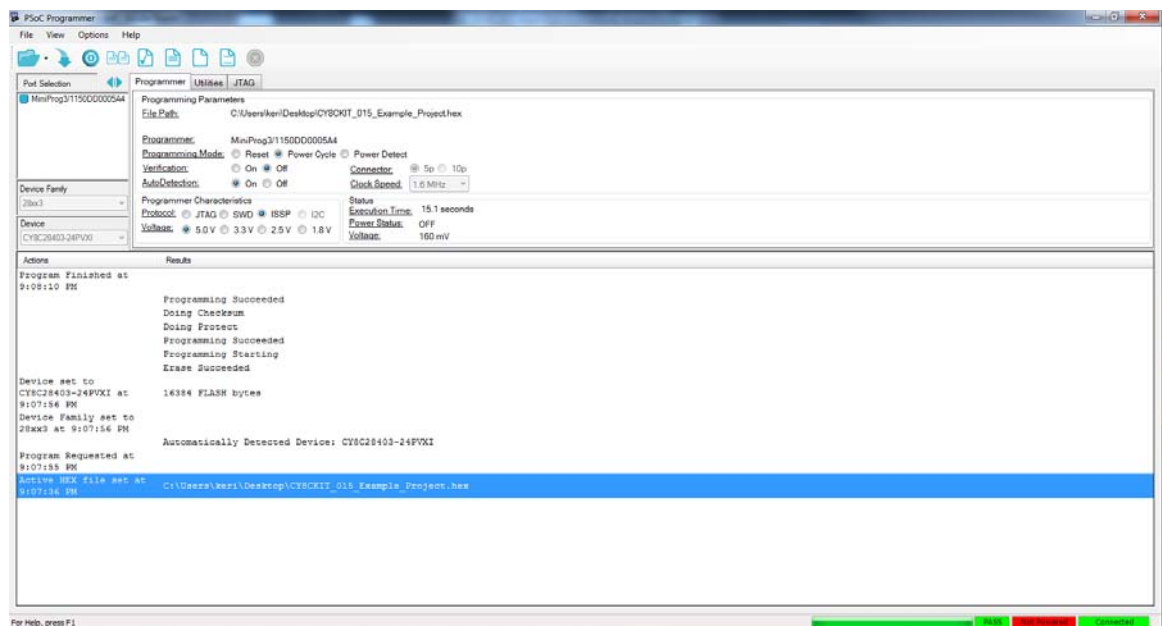 PSoC Programmer
File View Options Help
Port Selection
Programmer Utilities JTAG
MiniProg3/1150DD0005A4
Programming Parameters
File Path: C:\Users\keri\Desktop\CY8CKIT_015_Example_Project.hex
Programmer: MiniProg3/1150DD0005A4
Programming Mode: Reset Power Cycle Power Detect
Verification: On Off Connector: 5p 10p
AutoDetection: On Off Clock Speed: 1.6 MHz
Device Family
28xx3
Device
CY8C28403-24PVXI
Programmer Characteristics
Protocol: JTAG SWD ISSP I2C
Voltage: 5.0 V 3.3 V 2.5 V 1.8 V
Status
Execution Time: 15.1 seconds
Power Status: OFF
Voltage: 160 mV
Actions Results
Program Finished at
9:08:10 PM
Programming Succeeded
Doing Checksum
Doing Protect
Programming Succeeded
Programming Starting
Erase Succeeded
Device set to
CY8C28403-24PVXI at 16384 FLASH bytes
9:07:56 PM
Device Family set to
28xx3 at 9:07:56 PM
Automatically Detected Device: CY8C28403-24PVXI
Program Requested at
9:07:55 PM
Active HEX file set at
9:07:36 PM C:\Users\keri\Desktop\CY8CKIT_015_Example_Project.hex
For Help, press F1
PASS Not Powered Connected